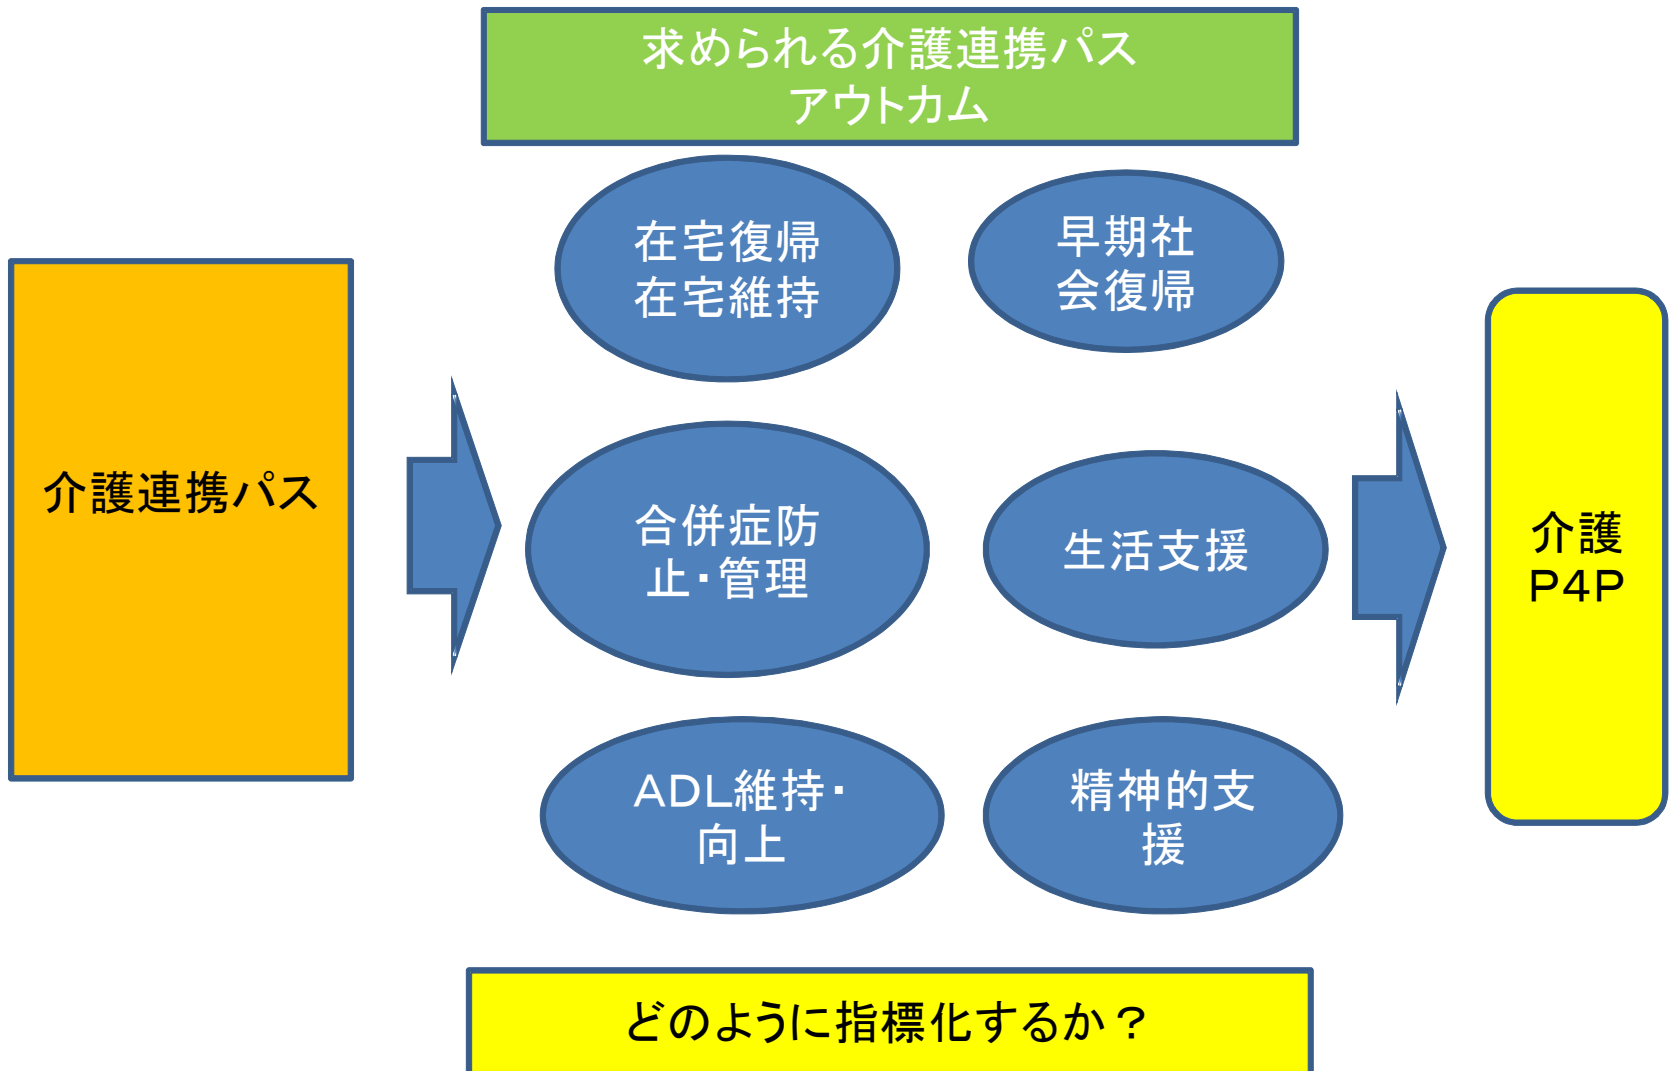 求められる介護連携パス
アウトカム
在宅復帰
在宅維持
早期社
会復帰
介護連携パス
合併症防
止・管理
生活支援
介護
P4P
ADL維持・
向上
精神的支
援
どのように指標化するか？